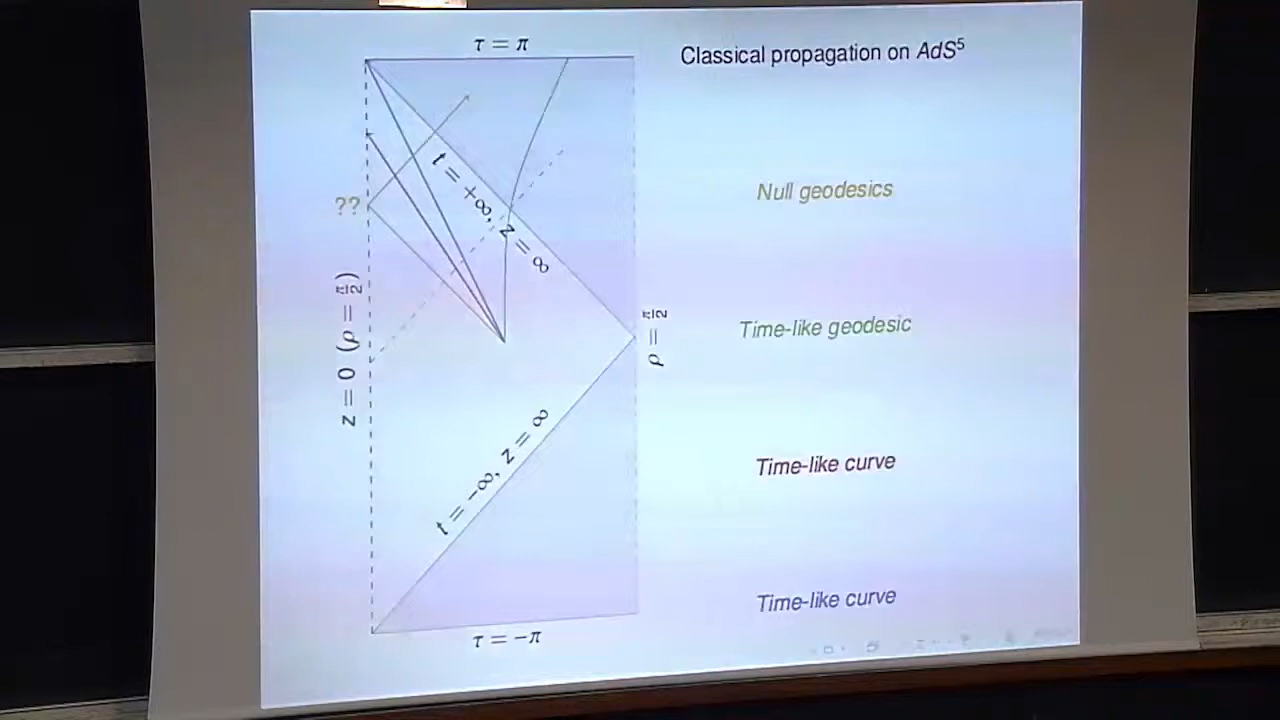 τ = π
Classical propagation on AdS⁵
t = +∞, z = ∞
Null geodesics
??
z = 0 (ρ = π/2)
ρ = π/2
Time-like geodesic
t = −∞, z = ∞
Time-like curve
Time-like curve
τ = −π